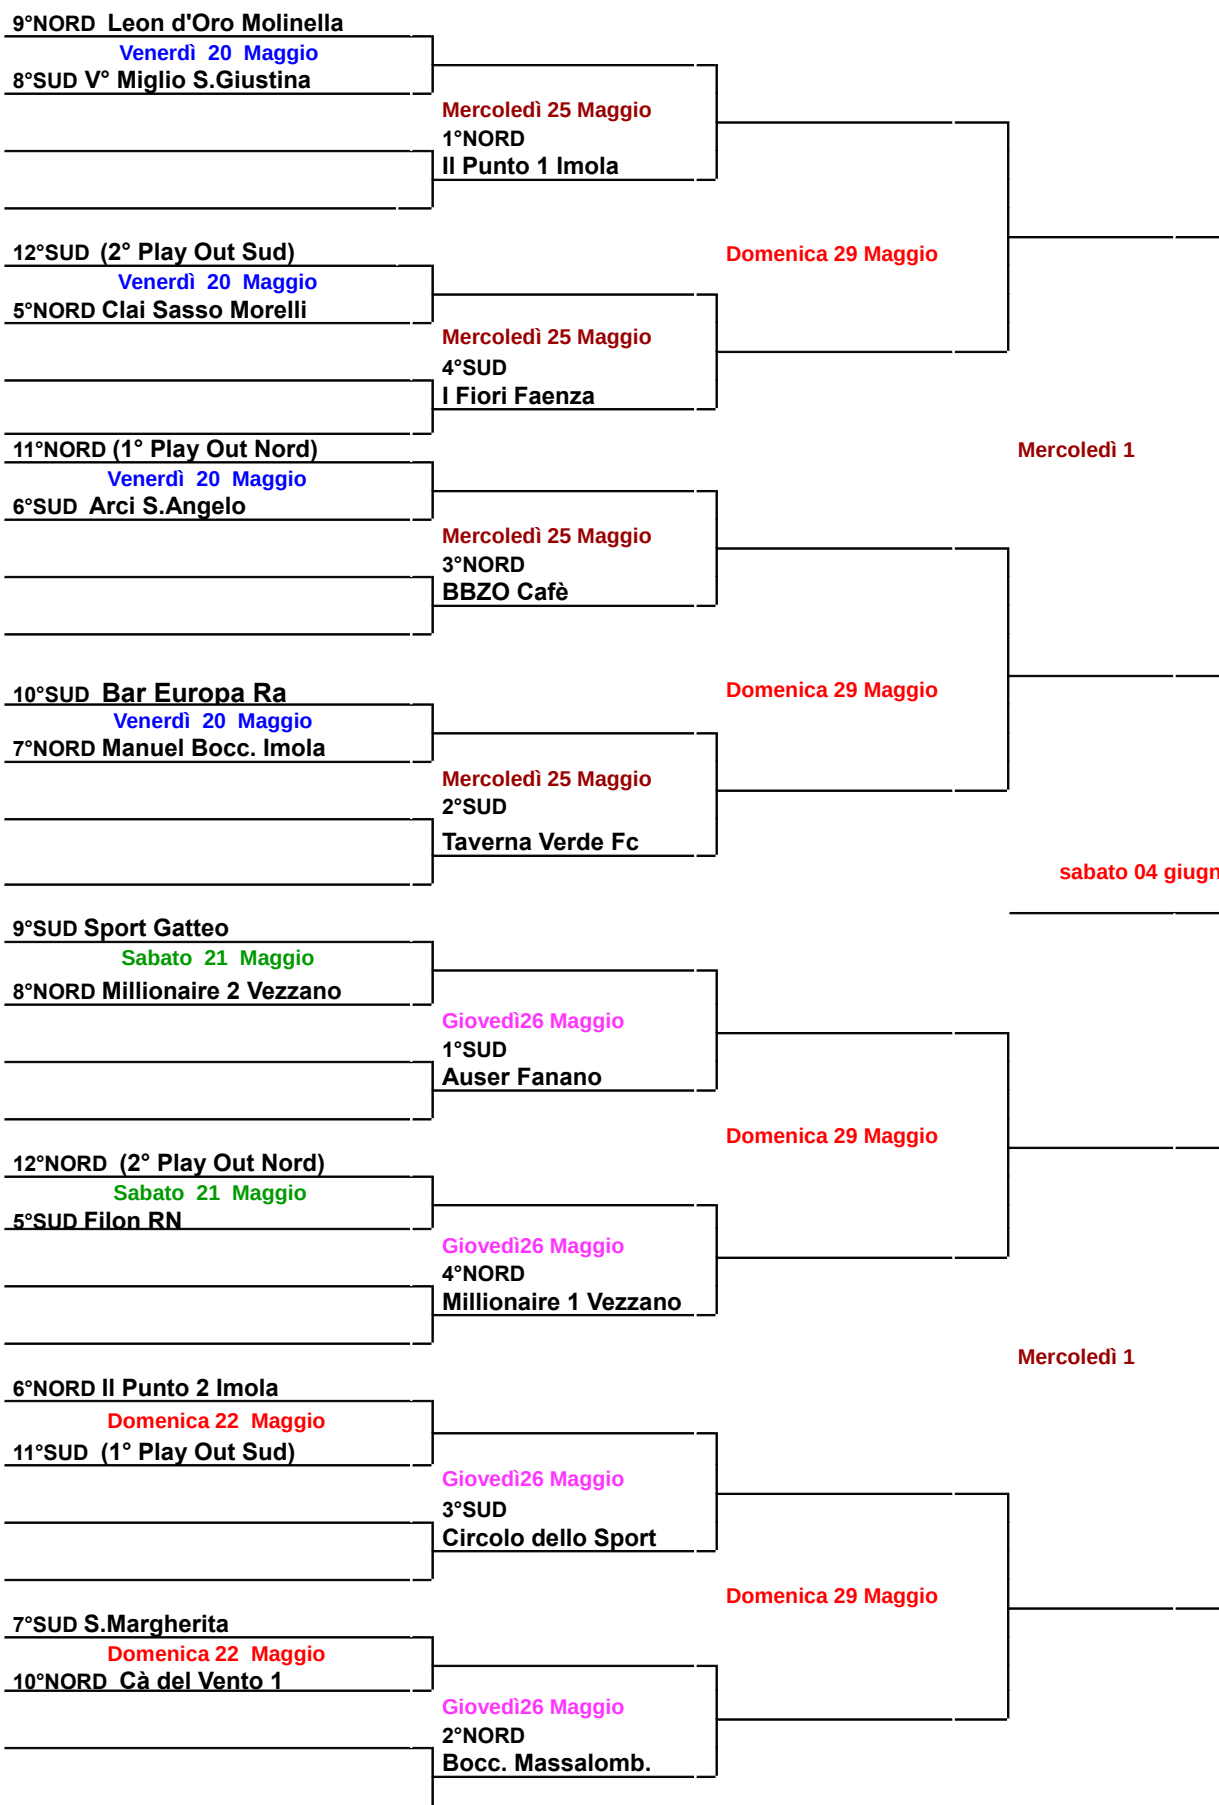 9°NORD Leon d'Oro Molinella
Venerdì 20 Maggio
8°SUD V° Miglio S.Giustina
Mercoledì 25 Maggio
1°NORD
Il Punto 1 Imola
12°SUD (2° Play Out Sud)
Domenica 29 Maggio
Venerdì 20 Maggio
5°NORD Clai Sasso Morelli
Mercoledì 25 Maggio
4°SUD
I Fiori Faenza
11°NORD (1° Play Out Nord)
Mercoledì 1
Venerdì 20 Maggio
6°SUD Arci S.Angelo
Mercoledì 25 Maggio
3°NORD
BBZO Cafè
10°SUD Bar Europa Ra
Domenica 29 Maggio
Venerdì 20 Maggio
7°NORD Manuel Bocc. Imola
Mercoledì 25 Maggio
2°SUD
Taverna Verde Fc
sabato 04 giugn
9°SUD Sport Gatteo
Sabato 21 Maggio
8°NORD Millionaire 2 Vezzano
Giovedì26 Maggio
1°SUD
Auser Fanano
Domenica 29 Maggio
12°NORD (2° Play Out Nord)
Sabato 21 Maggio
5°SUD Filon RN
Giovedì26 Maggio
4°NORD
Millionaire 1 Vezzano
Mercoledì 1
6°NORD Il Punto 2 Imola
Domenica 22 Maggio
11°SUD (1° Play Out Sud)
Giovedì26 Maggio
3°SUD
Circolo dello Sport
Domenica 29 Maggio
7°SUD S.Margherita
Domenica 22 Maggio
10°NORD Cà del Vento 1
Giovedì26 Maggio
2°NORD
Bocc. Massalomb.